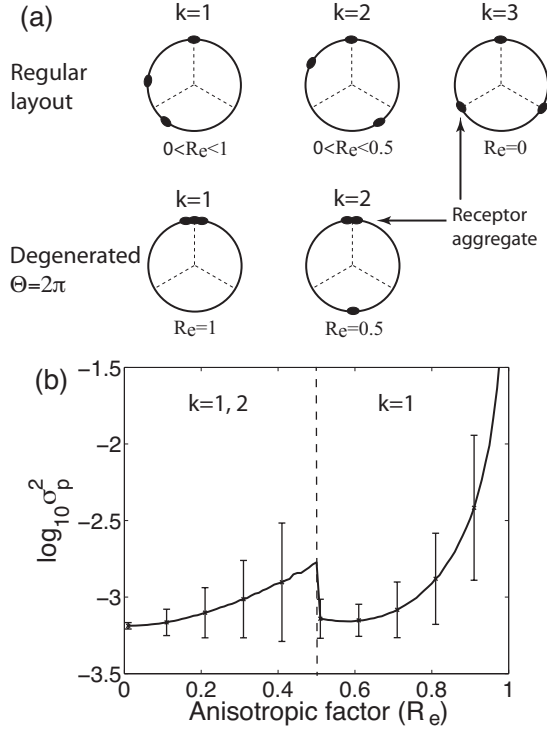 (a)
k=1
k=2
k=3
Regular
layout
0<Re<1
0<Re<0.5
Re=0
k=1
k=2
Receptor
aggregate
Degenerated
Θ=2π
Re=1
Re=0.5
(b)
-1.5
k=1, 2
k=1
-2
-2.5
-3
-3.5
log₁₀σ²ₚ
0
0.2
0.4
0.6
0.8
1
Anisotropic factor (Rₑ)